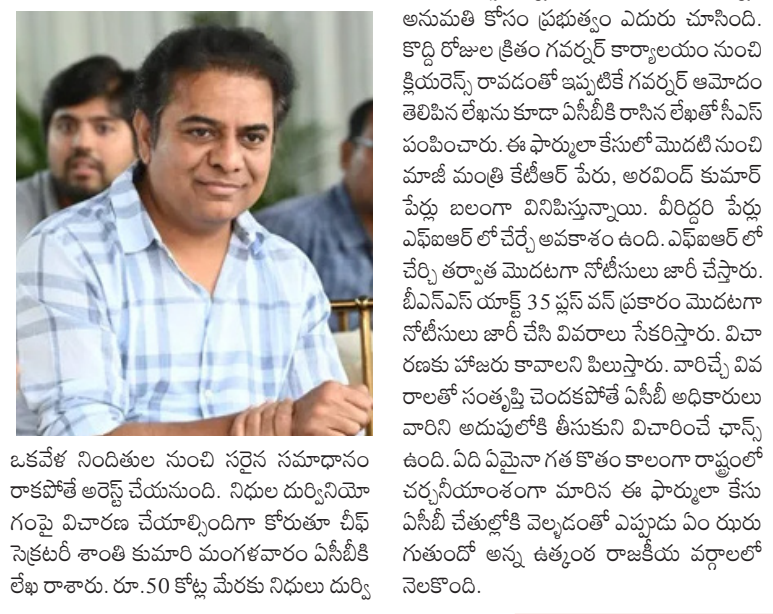 ఒకవేళ నిందితుల నుంచి సరైన సమాధానం
రాకపోతే అరెస్ట్ చేయనుంది. నిధుల దుర్వినియో
గంపై విచారణ చేయాల్సిందిగా కోరుతూ చీఫ్
సెక్రటరీ శాంతి కుమారి మంగళవారం ఏసీబీకి
లేఖ రాశారు. రూ.50 కోట్ల మేరకు నిధులు దుర్వి
అనుమతి కోసం ప్రభుత్వం ఎదురు చూసింది.
కొద్ది రోజుల క్రితం గవర్నర్ కార్యాలయం నుంచి
క్లియరెన్స్ రావడంతో ఇప్పటికే గవర్నర్ ఆమోదం
తెలిపిన లేఖను కూడా ఏసీబీకి రాసిన లేఖతో సీఎస్
పంపించారు. ఈ ఫార్ములా కేసులో మొదటి నుంచి
మాజీ మంత్రి కేటీఆర్ పేరు, అరవింద్ కుమార్
పేర్లు బలంగా వినిపిస్తున్నాయి. వీరిద్దరి పేర్లు
ఎఫ్ఐఆర్ లో చేర్చే అవకాశం ఉంది. ఎఫ్ఐఆర్ లో
చేర్చి తర్వాత మొదటగా నోటీసులు జారీ చేస్తారు.
బీఎన్ఎస్ యాక్ట్ 35 ప్లస్ వన్ ప్రకారం మొదటగా
నోటీసులు జారీ చేసి వివరాలు సేకరిస్తారు. విచా
రణకు హాజరు కావాలని పిలుస్తారు. వారిచ్చే వివ
రాలతో సంతృప్తి చెందకపోతే ఏసీబీ అధికారులు
వారిని అదుపులోకి తీసుకుని విచారించే ఛాన్స్
ఉంది. ఏది ఏమైనా గత కొతం కాలంగా రాష్ట్రంలో
చర్చనీయాంశంగా మారిన ఈ ఫార్ములా కేసు
ఏసీబీ చేతుల్లోకి వెల్ళడంతో ఎప్పుడు ఏం ఝరు
గుతుందో అన్న ఉత్కంఠ రాజకీయ వర్గాలలో
నెలకొంది.